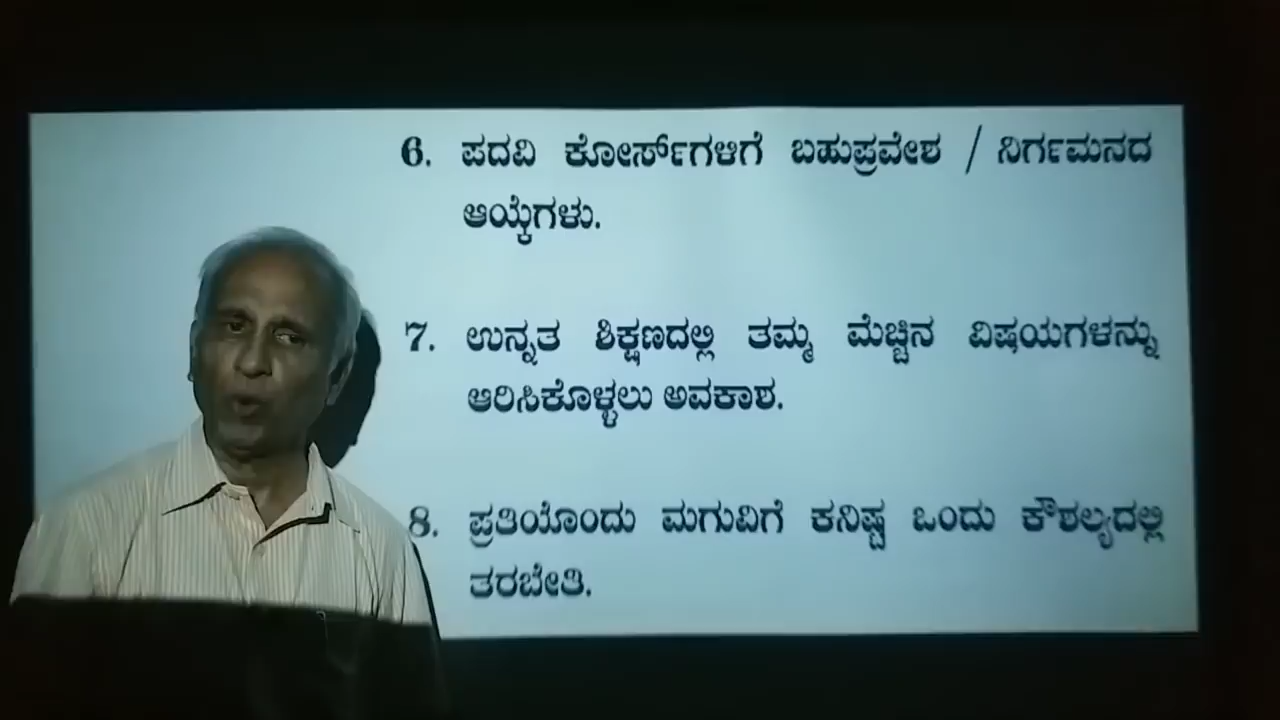 6. ಪದವಿ ಕೋರ್ಸ್‌ಗಳಿಗೆ ಬಹುಪ್ರವೇಶ / ನಿರ್ಗಮನದ
ಆಯ್ಕೆಗಳು.
7. ಉನ್ನತ ಶಿಕ್ಷಣದಲ್ಲಿ ತಮ್ಮ ಮೆಚ್ಚಿನ ವಿಷಯಗಳನ್ನು
ಆರಿಸಿಕೊಳ್ಳಲು ಅವಕಾಶ.
8. ಪ್ರತಿಯೊಂದು ಮಗುವಿಗೆ ಕನಿಷ್ಟ ಒಂದು ಕೌಶಲ್ಯದಲ್ಲಿ
ತರಬೇತಿ.